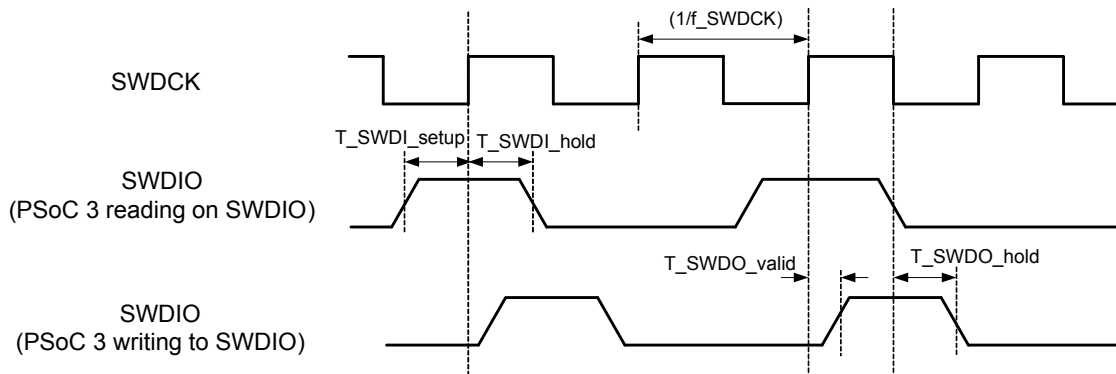 (1/f_SWDCK)
SWDCK
T_SWDI_setup
T_SWDI_hold
SWDIO
(PSoC 3 reading on SWDIO)
T_SWDO_valid
T_SWDO_hold
SWDIO
(PSoC 3 writing to SWDIO)